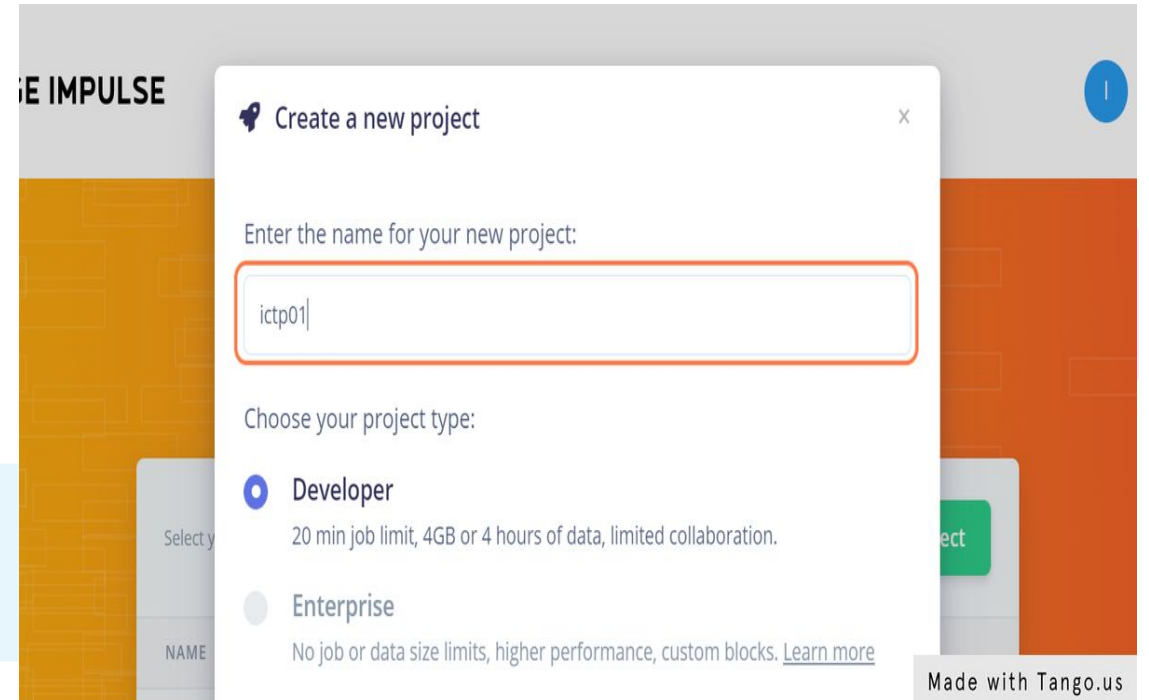 GE IMPULSE
Create a new project
×
I
Enter the name for your new project:
ictp01
Choose your project type:
Developer
20 min job limit, 4GB or 4 hours of data, limited collaboration.
Select y
ect
Enterprise
No job or data size limits, higher performance, custom blocks. Learn more
NAME
Made with Tango.us